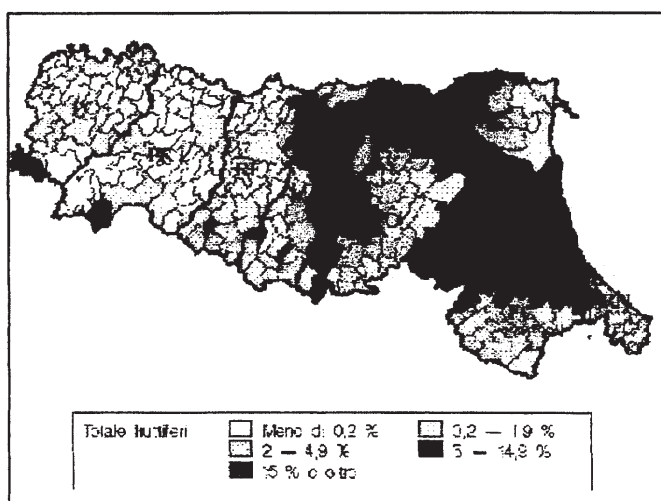 Totale fruttiferi Meno di 0,2 % 0,2 — 1,9 %
2 — 4,9 % 5 — 14,9 %
15 % o oltre